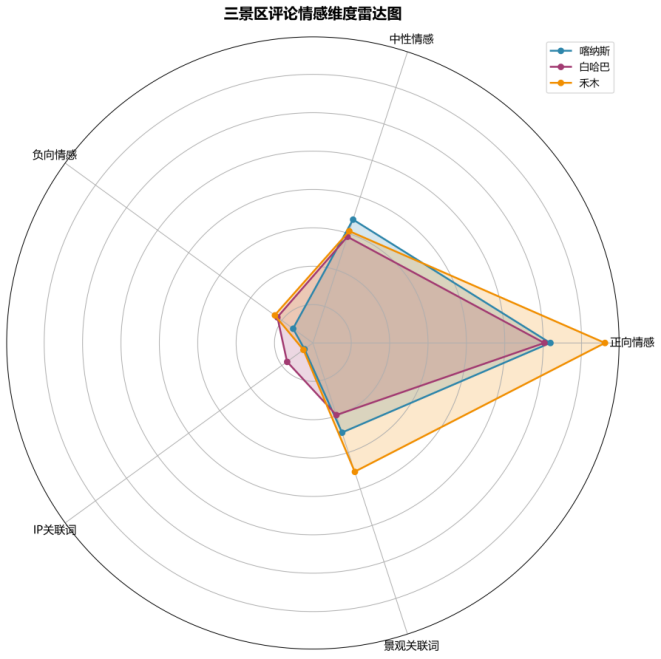 三景区评论情感维度雷达图
中性情感
喀纳斯
白哈巴
禾木
负向情感
正向情感
IP关联词
景观关联词